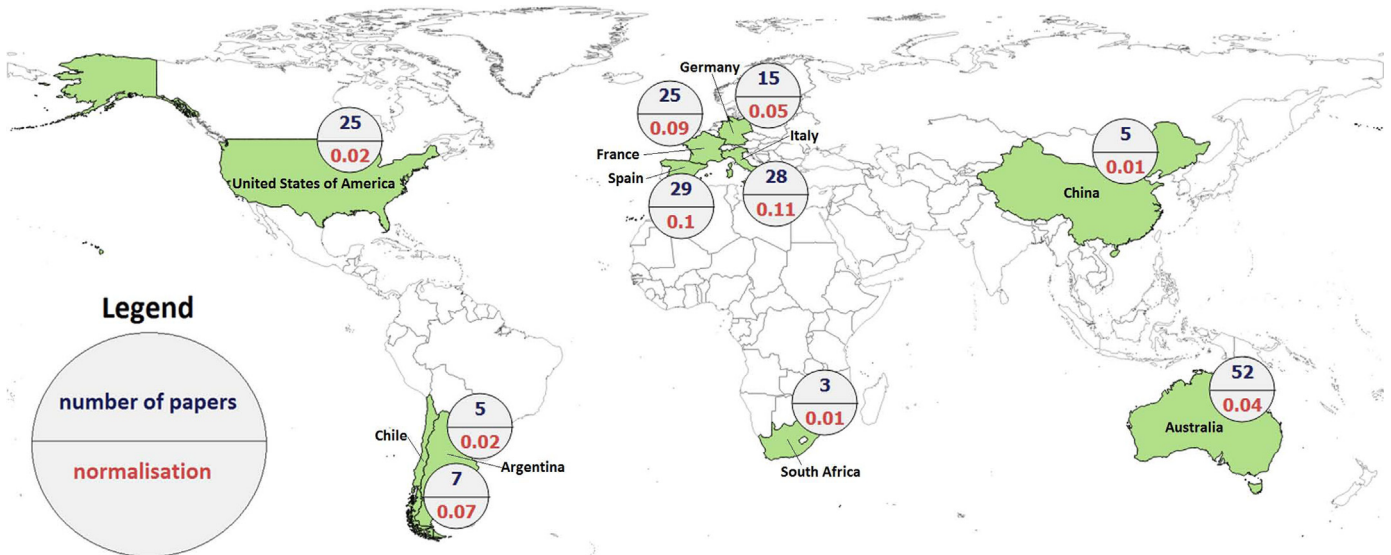 Germany
15
0.05
25
0.09
Italy
France
Spain
29
0.1
28
0.11
25
0.02
United States of America
5
0.01
China
Legend
number of papers
normalisation
5
0.02
Chile
Argentina
7
0.07
3
0.01
South Africa
52
0.04
Australia